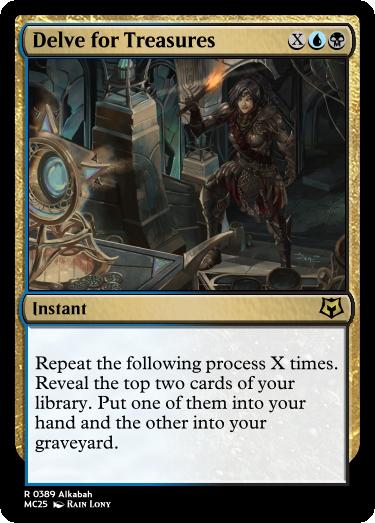 Delve for Treasures X U B
Instant
Repeat the following process X times.
Reveal the top two cards of your
library. Put one of them into your
hand and the other into your
graveyard.
R 0389 Alkabah
MC25 Rain Lony